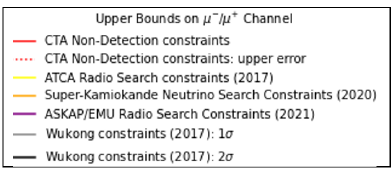 Upper Bounds on μ⁻/μ⁺ Channel
CTA Non-Detection constraints
CTA Non-Detection constraints: upper error
ATCA Radio Search constraints (2017)
Super-Kamiokande Neutrino Search Constraints (2020)
ASKAP/EMU Radio Search Constraints (2021)
Wukong constraints (2017): 1σ
Wukong constraints (2017): 2σ